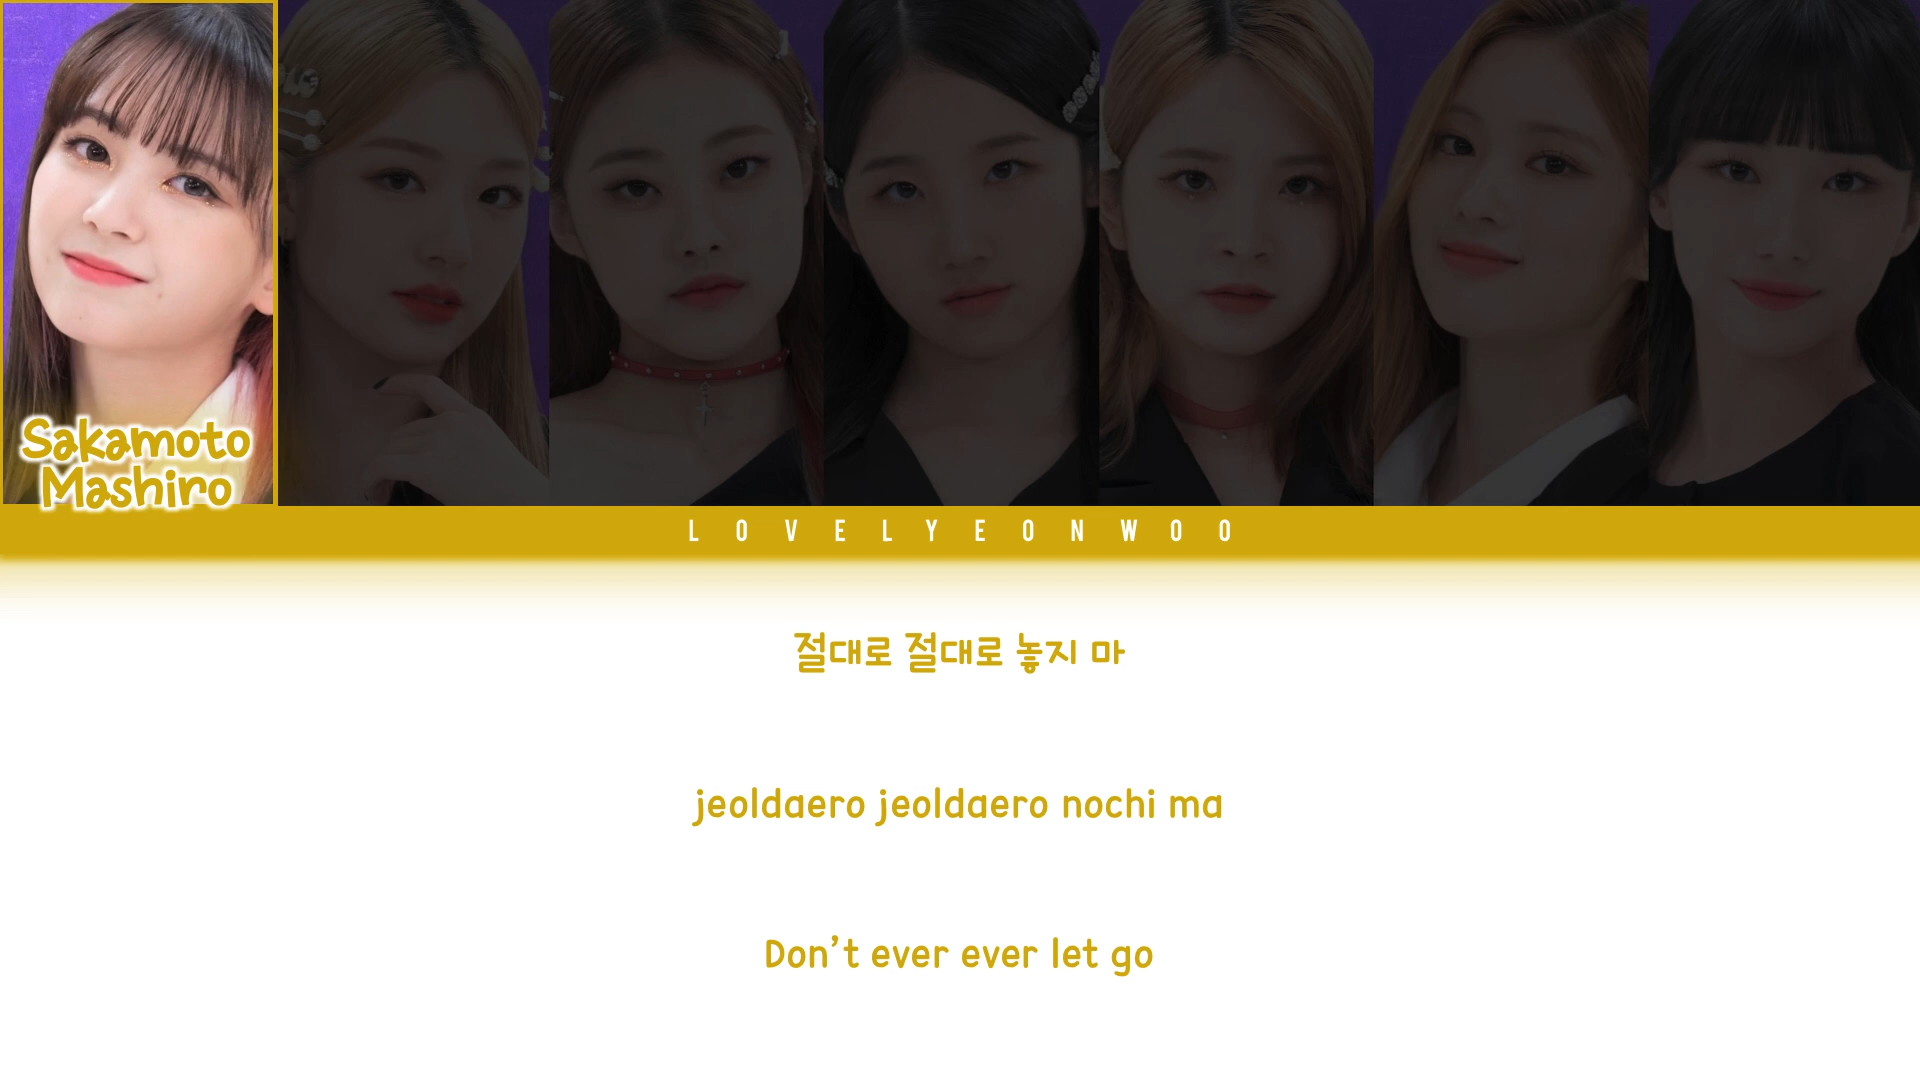 Sakamoto
Mashiro
LOVELYEONWOO
절대로 절대로 놓지 마
jeoldaero jeoldaero nochi ma
Don’t ever ever let go